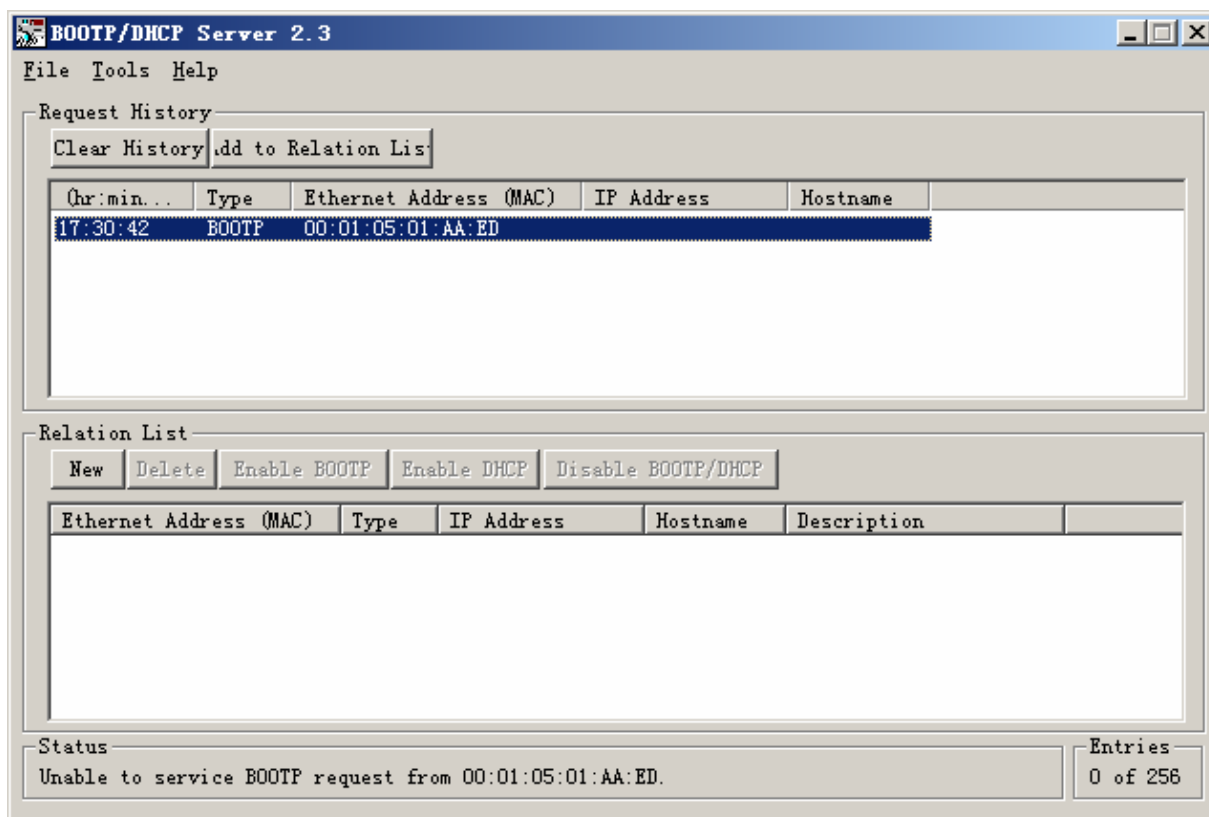 BOOTP/DHCP Server 2.3
File Tools Help
Request History
Clear History dd to Relation Lis
(hr:min... Type Ethernet Address (MAC) IP Address Hostname
17:30:42 BOOTP 00:01:05:01:AA:ED
Relation List
New Delete Enable BOOTP Enable DHCP Disable BOOTP/DHCP
Ethernet Address (MAC) Type IP Address Hostname Description
Status
Unable to service BOOTP request from 00:01:05:01:AA:ED.
Entries
0 of 256